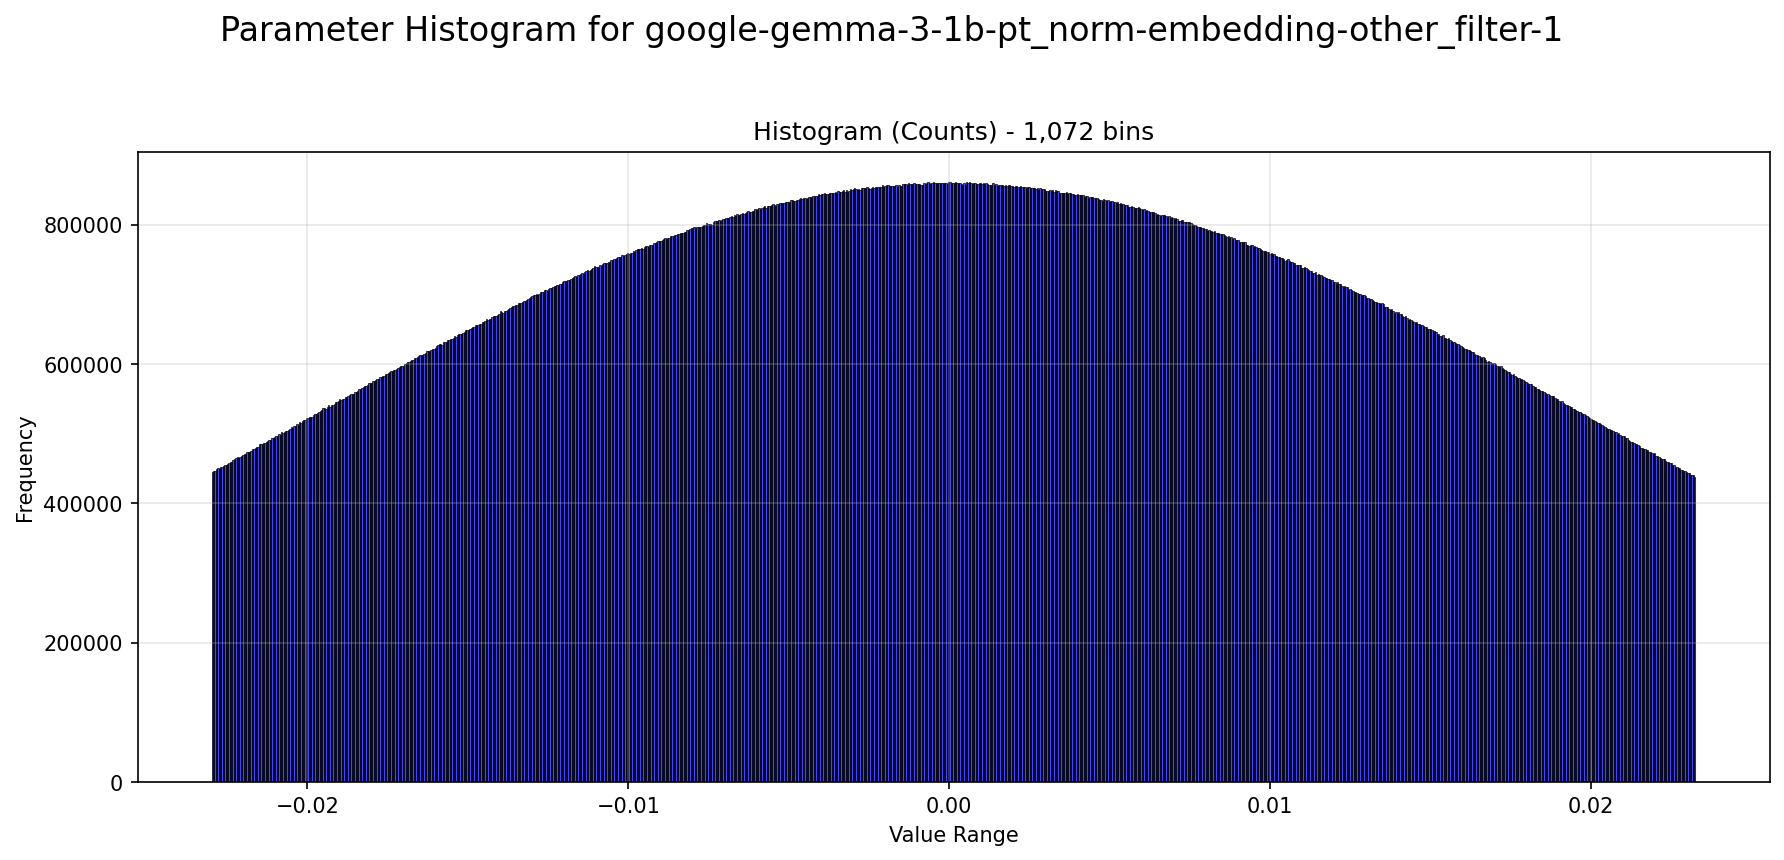 Parameter Histogram for google-gemma-3-1b-pt_norm-embedding-other_filter-1
Histogram (Counts) - 1,072 bins
Frequency
800000
600000
400000
200000
0
−0.02
−0.01
0.00
0.01
0.02
Value Range